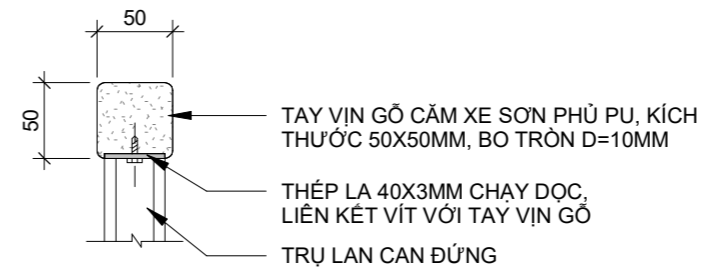 50
50
TAY VỊN GỖ CĂM XE SƠN PHỦ PU, KÍCH
THƯỚC 50X50MM, BO TRÒN D=10MM
THÉP LA 40X3MM CHẠY DỌC,
LIÊN KẾT VÍT VỚI TAY VỊN GỖ
TRỤ LAN CAN ĐỨNG